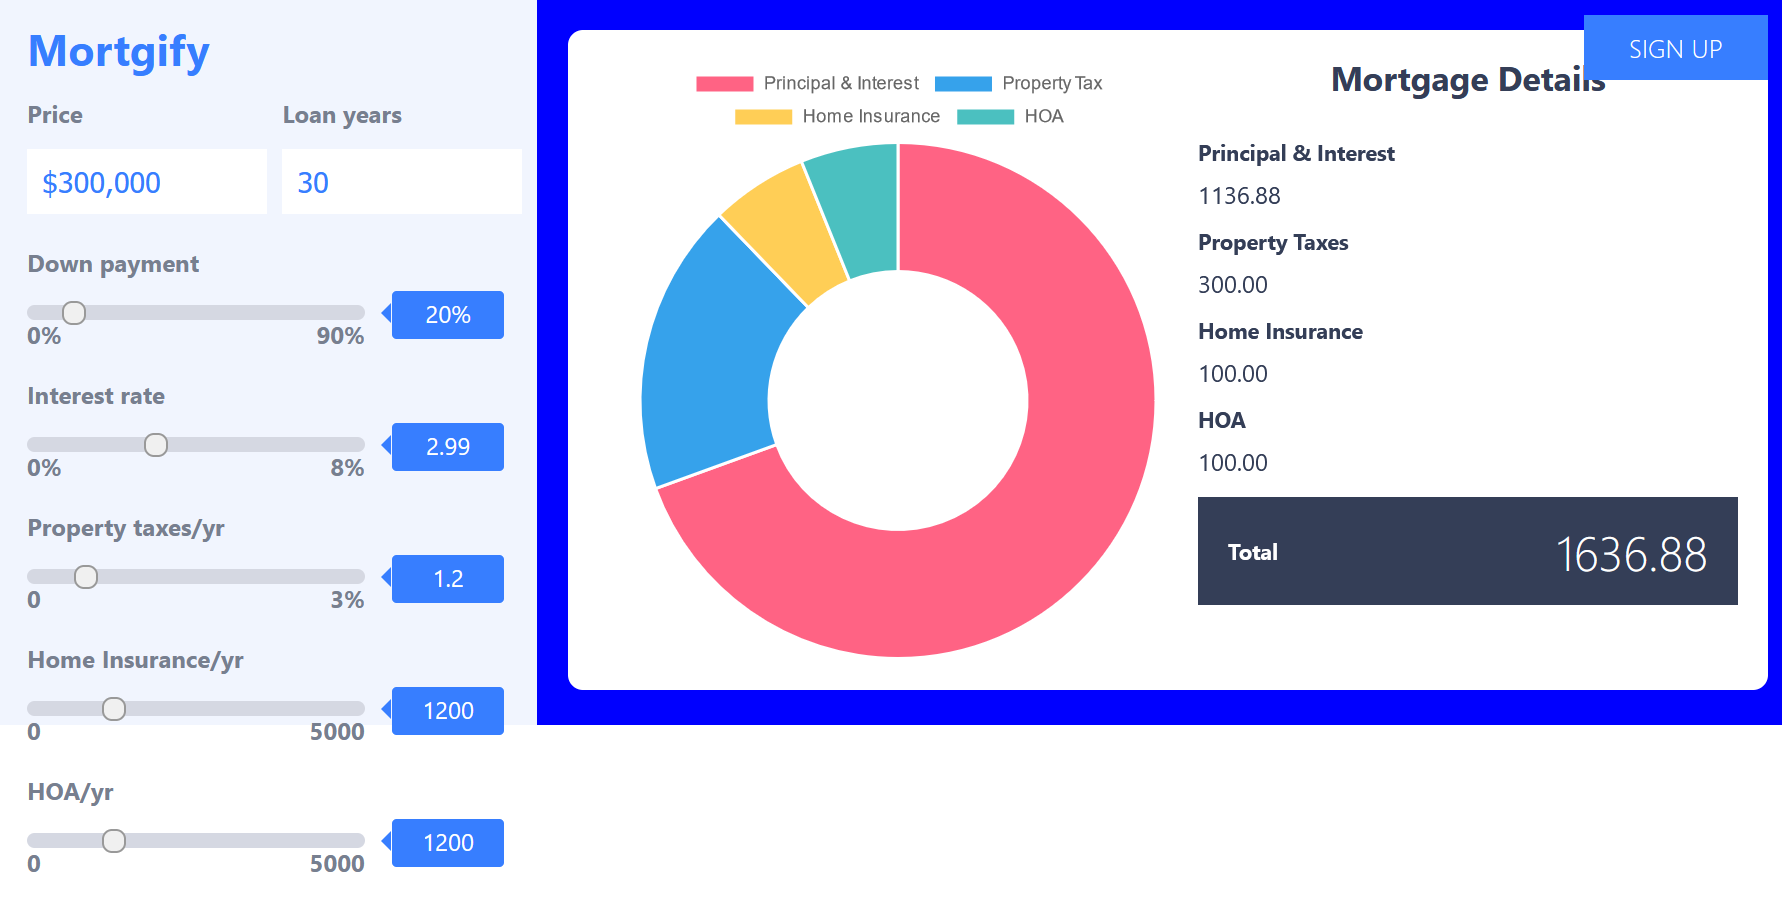 Mortgify
Price
Loan years
$300,000
30
Down payment
20%
0%
90%
Interest rate
2.99
0%
8%
Property taxes/yr
1.2
0
3%
Home Insurance/yr
1200
0
5000
HOA/yr
1200
0
5000
SIGN UP
Principal & Interest
Property Tax
Home Insurance
HOA
Mortgage Details
Principal & Interest
1136.88
Property Taxes
300.00
Home Insurance
100.00
HOA
100.00
Total
1636.88